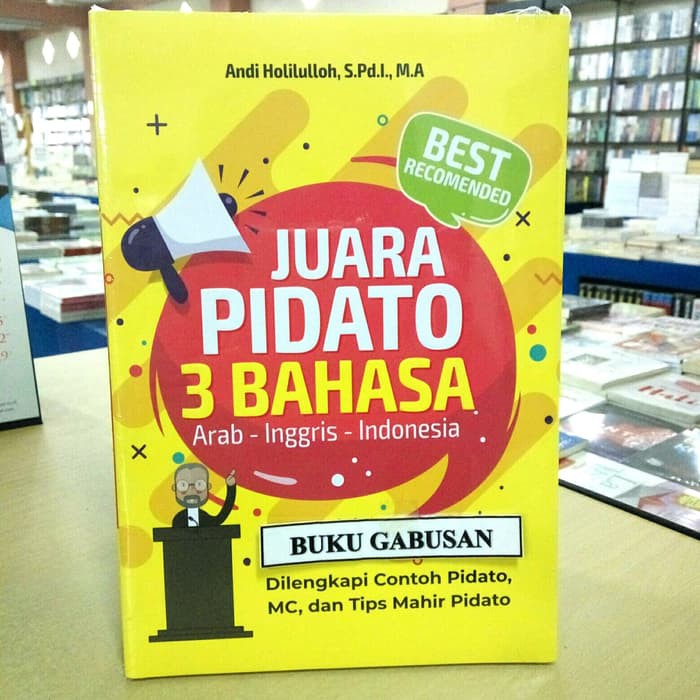 Andi Holilulloh, S.Pd.I., M.A
BEST
RECOMENDED
JUARA
PIDATO
3 BAHASA
Arab - Inggris - Indonesia
BUKU GABUSAN
Dilengkapi Contoh Pidato,
MC, dan Tips Mahir Pidato